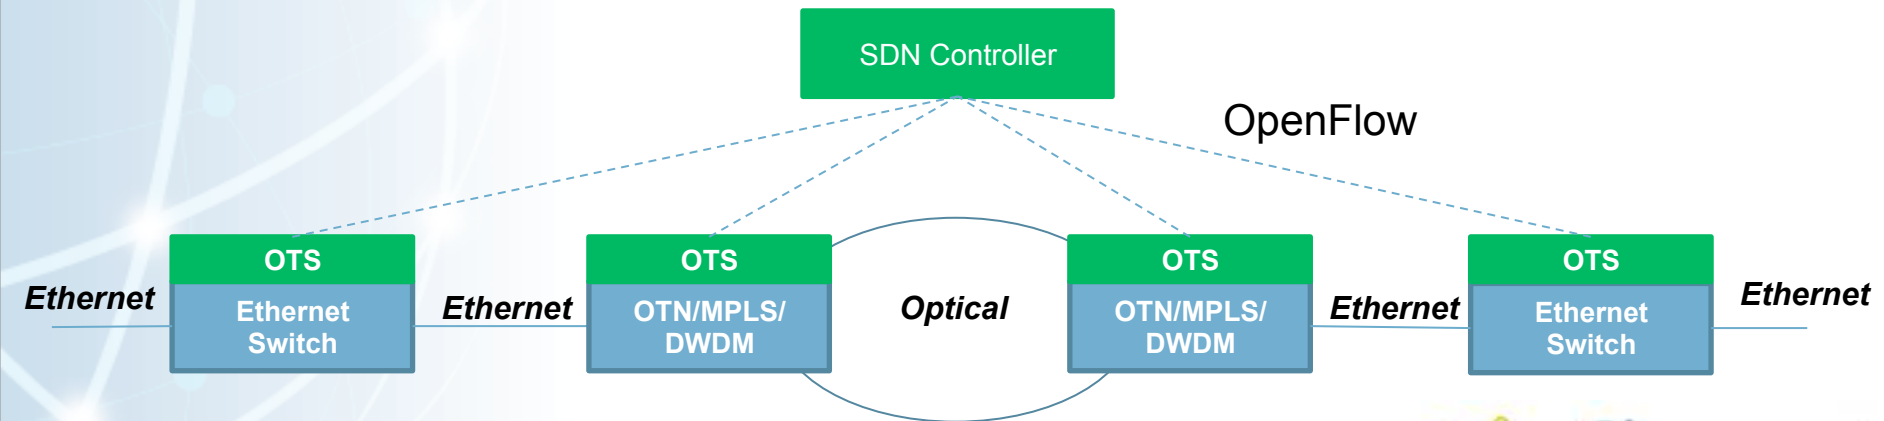 SDN Controller
OpenFlow
OTS
OTS
OTS
OTS
Ethernet
Ethernet
Switch
Ethernet
OTN/MPLS/
DWDM
Optical
OTN/MPLS/
DWDM
Ethernet
Ethernet
Switch
Ethernet